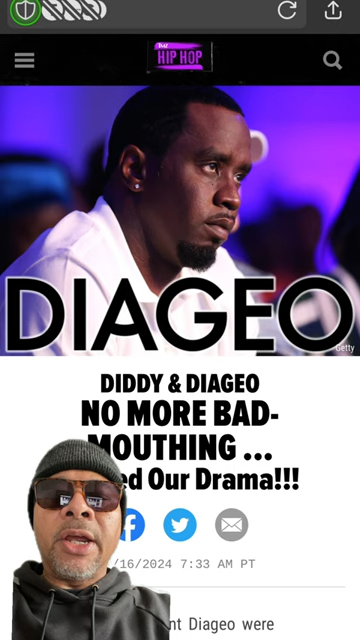 THAT
HIP HOP
DIAGEO
Getty
DIDDY & DIAGEO
NO MORE BAD-
MOUTHING ...
ed Our Drama!!!
/16/2024 7:33 AM PT
nt Diageo were